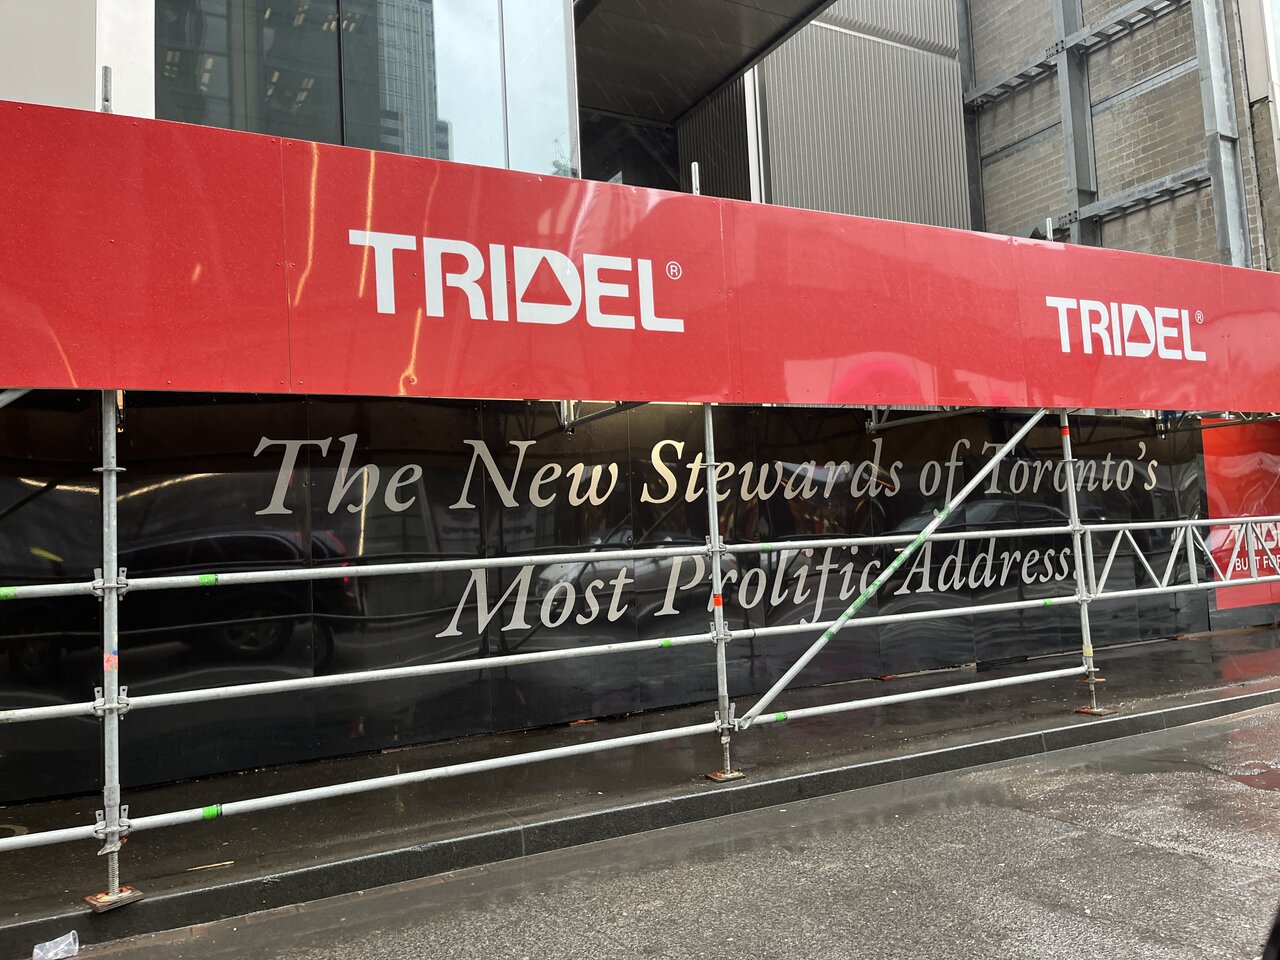 TRIDEL®
TRIDEL®
The New Stewards of Toronto's
Most Prolific Address.